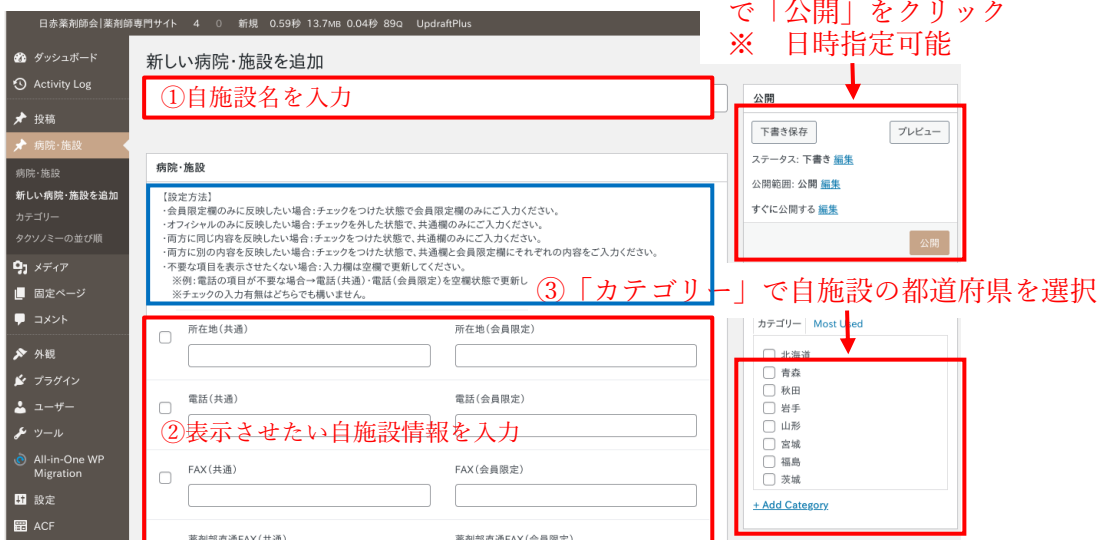 日赤薬剤師会|薬剤師専門サイト 4 0 新規 0.59秒 13.7MB 0.04秒 89Q UpdraftPlus
で「公開」をクリック
※ 日時指定可能
ダッシュボード
Activity Log
投稿
病院・施設
病院・施設
新しい病院・施設を追加
カテゴリー
タクソノミーの並び順
メディア
固定ページ
コメント
外観
プラグイン
ユーザー
ツール
All-in-One WP
Migration
設定
ACF
新しい病院・施設を追加
①自施設名を入力
病院・施設
【設定方法】
・会員限定欄のみに反映したい場合：チェックをつけた状態で会員限定欄のみにご入力ください。
・オフィシャルのみに反映したい場合：チェックを外した状態で、共通欄のみにご入力ください。
・両方に同じ内容を反映したい場合：チェックをつけた状態で、共通欄のみにご入力ください。
・両方に別の内容を反映したい場合：チェックをつけた状態で、共通欄と会員限定欄にそれぞれの内容をご入力ください。
・不要な項目を表示させたくない場合：入力欄は空欄で更新してください。
※例：電話の項目が不要な場合→電話(共通)・電話(会員限定)を空欄状態で更新し
※チェックの入力有無はどちらでも構いません。
所在地(共通) 所在地(会員限定)
電話(共通) 電話(会員限定)
②表示させたい自施設情報を入力
FAX(共通) FAX(会員限定)
薬剤部直通FAX(共通) 薬剤部直通FAX(会員限定)
公開
下書き保存 プレビュー
ステータス: 下書き 編集
公開範囲: 公開 編集
すぐに公開する 編集
公開
③「カテゴリー」で自施設の都道府県を選択
カテゴリー Most Used
北海道
青森
秋田
岩手
山形
宮城
福島
茨城
+ Add Category